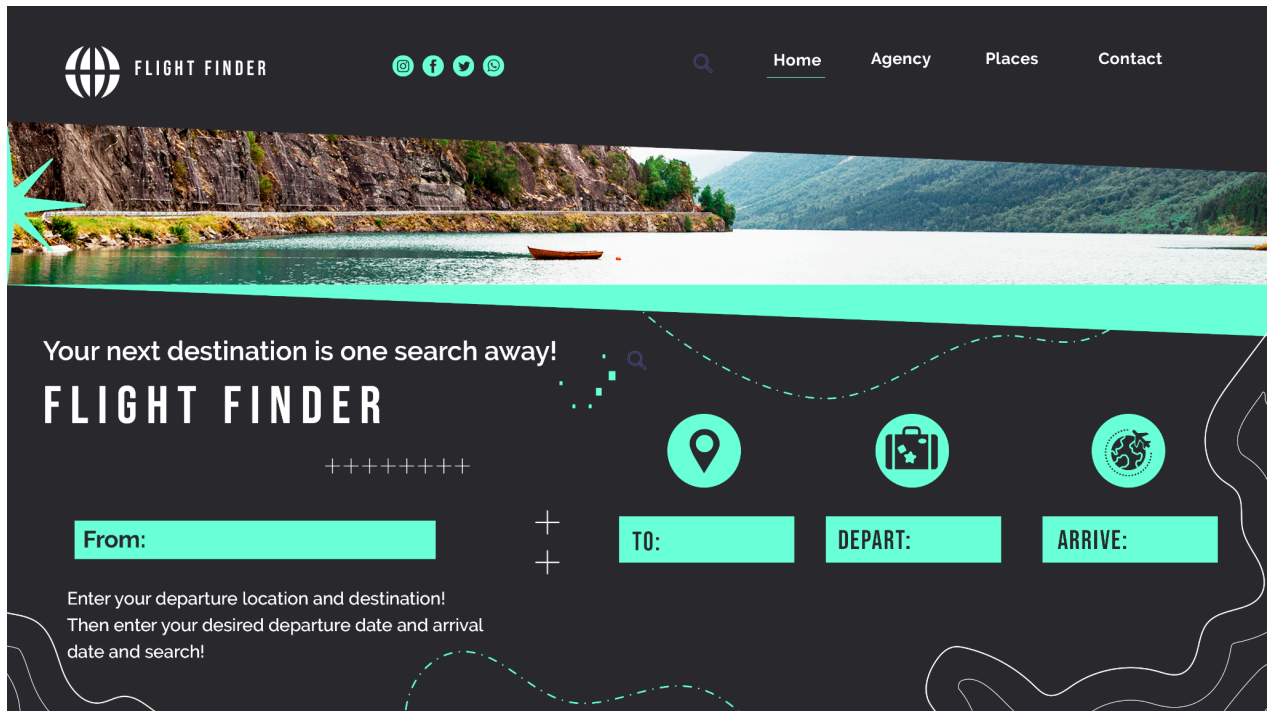 FLIGHT FINDER
Home
Agency
Places
Contact
Your next destination is one search away!
FLIGHT FINDER
From:
TO:
DEPART:
ARRIVE:
Enter your departure location and destination!
Then enter your desired departure date and arrival
date and search!